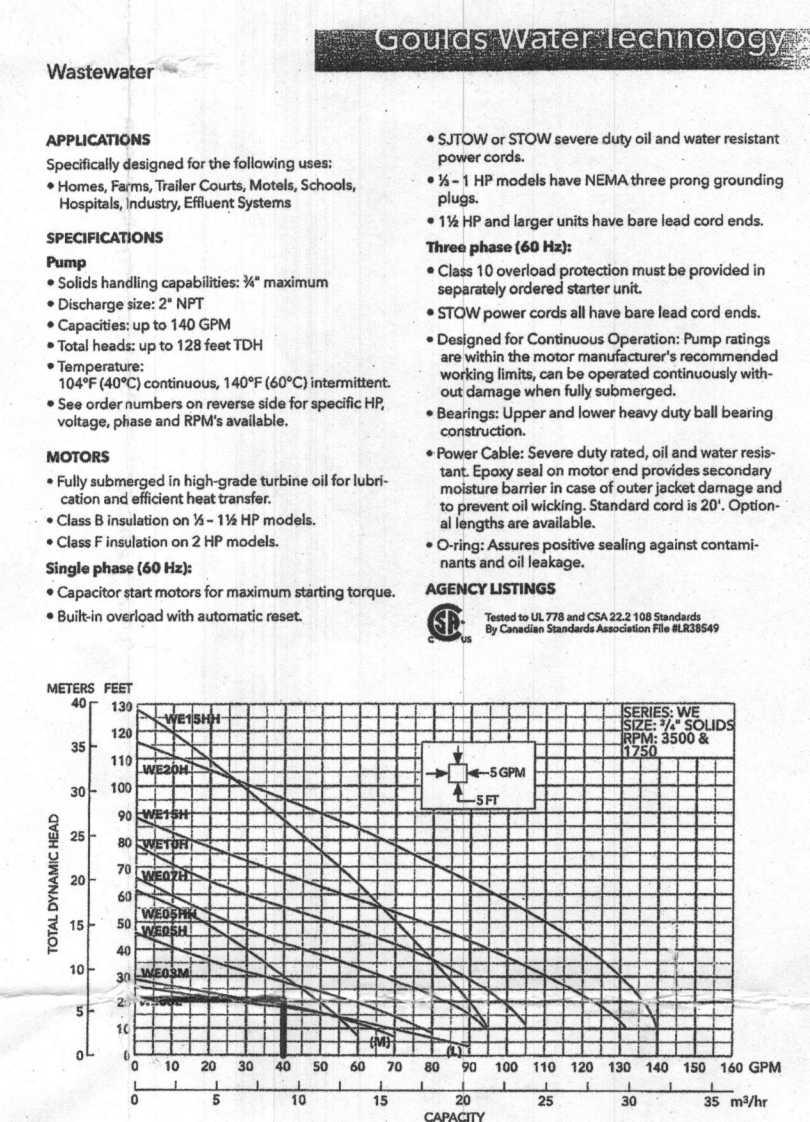 Goulds Water Technology
Wastewater
APPLICATIONS
Specifically designed for the following uses:
• Homes, Farms, Trailer Courts, Motels, Schools,
Hospitals, Industry, Effluent Systems
SPECIFICATIONS
Pump
• Solids handling capabilities: ¾" maximum
• Discharge size: 2" NPT
• Capacities: up to 140 GPM
• Total heads: up to 128 feet TDH
• Temperature:
104°F (40°C) continuous, 140°F (60°C) intermittent.
• See order numbers on reverse side for specific HP,
voltage, phase and RPM's available.
MOTORS
• Fully submerged in high-grade turbine oil for lubri-
cation and efficient heat transfer.
• Class B insulation on ⅓ – 1½ HP models.
• Class F insulation on 2 HP models.
Single phase (60 Hz):
• Capacitor start motors for maximum starting torque.
• Built-in overload with automatic reset.
• SJTOW or STOW severe duty oil and water resistant
power cords.
• ⅓ – 1 HP models have NEMA three prong grounding
plugs.
• 1½ HP and larger units have bare lead cord ends.
Three phase (60 Hz):
• Class 10 overload protection must be provided in
separately ordered starter unit.
• STOW power cords all have bare lead cord ends.
• Designed for Continuous Operation: Pump ratings
are within the motor manufacturer's recommended
working limits, can be operated continuously with-
out damage when fully submerged.
• Bearings: Upper and lower heavy duty ball bearing
construction.
• Power Cable: Severe duty rated, oil and water resis-
tant. Epoxy seal on motor end provides secondary
moisture barrier in case of outer jacket damage and
to prevent oil wicking. Standard cord is 20'. Option-
al lengths are available.
• O-ring: Assures positive sealing against contami-
nants and oil leakage.
AGENCY LISTINGS
C SA US
Tested to UL 778 and CSA 22.2 108 Standards
By Canadian Standards Association File #LR38549
METERS FEET
40
35
30
25
20
15
10
5
0
130
120
110
100
90
80
70
60
50
40
30
10
0
TOTAL DYNAMIC HEAD
WE15HH
WE20H
WE15H
WE10H
WE07H
WE05HH
WE05H
WE03M
(M)
(L)
SERIES: WE
SIZE: ¾" SOLIDS
RPM: 3500 &
1750
5 GPM
5 FT
0 10 20 30 40 50 60 70 80 90 100 110 120 130 140 150 160 GPM
0 5 10 15 20 25 30 35 m³/hr
CAPACITY